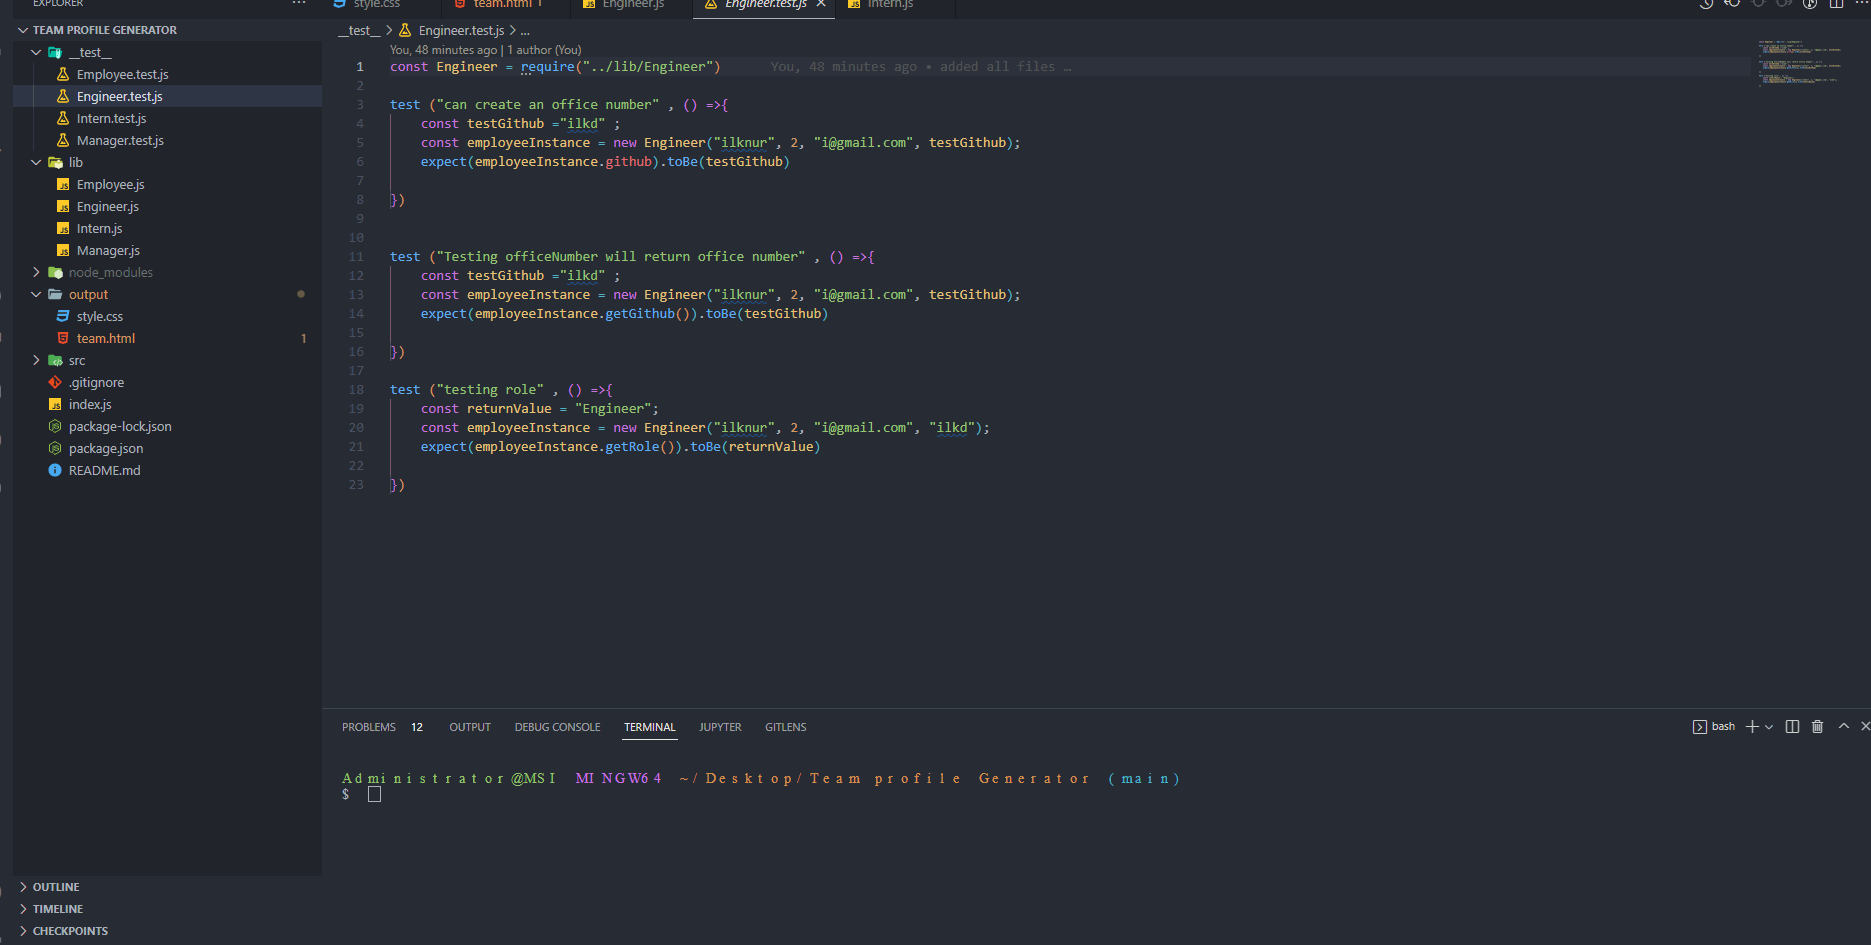 EXPLORER
style.css
team.html 1
Engineer.js
Engineer.test.js
Intern.js
TEAM PROFILE GENERATOR
__test__
Employee.test.js
Engineer.test.js
Intern.test.js
Manager.test.js
lib
Employee.js
Engineer.js
Intern.js
Manager.js
node_modules
output
style.css
team.html 1
src
.gitignore
index.js
package-lock.json
package.json
README.md
OUTLINE
TIMELINE
CHECKPOINTS
__test__ > Engineer.test.js > ...
You, 48 minutes ago | 1 author (You)
1 const Engineer = require("../lib/Engineer") You, 48 minutes ago • added all files …
2
3 test ("can create an office number" , () =>{
4 const testGithub ="ilkd" ;
5 const employeeInstance = new Engineer("ilknur", 2, "i@gmail.com", testGithub);
6 expect(employeeInstance.github).toBe(testGithub)
7
8 })
9
10
11 test ("Testing officeNumber will return office number" , () =>{
12 const testGithub ="ilkd" ;
13 const employeeInstance = new Engineer("ilknur", 2, "i@gmail.com", testGithub);
14 expect(employeeInstance.getGithub()).toBe(testGithub)
15
16 })
17
18 test ("testing role" , () =>{
19 const returnValue = "Engineer";
20 const employeeInstance = new Engineer("ilknur", 2, "i@gmail.com", "ilkd");
21 expect(employeeInstance.getRole()).toBe(returnValue)
22
23 })
PROBLEMS 12 OUTPUT DEBUG CONSOLE TERMINAL JUPYTER GITLENS
bash
Administrator@MSI MINGW64 ~/Desktop/Team profile Generator (main)
$